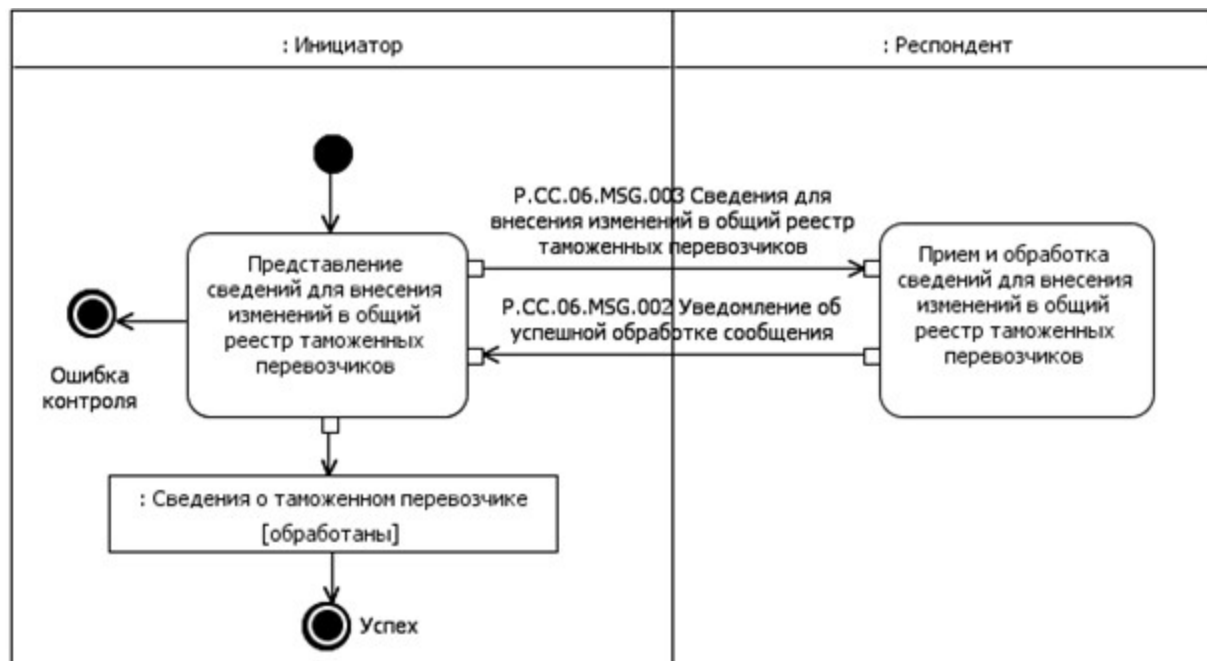 : Инициатор
: Респондент
P.CC.06.MSG.003 Сведения для
внесения изменений в общий реестр
таможенных перевозчиков
Представление
сведений для внесения
изменений в общий
реестр таможенных
перевозчиков
Прием и обработка
сведений для внесения
изменений в общий
реестр таможенных
перевозчиков
P.CC.06.MSG.002 Уведомление об
успешной обработке сообщения
Ошибка
контроля
: Сведения о таможенном перевозчике
[обработаны]
Успех